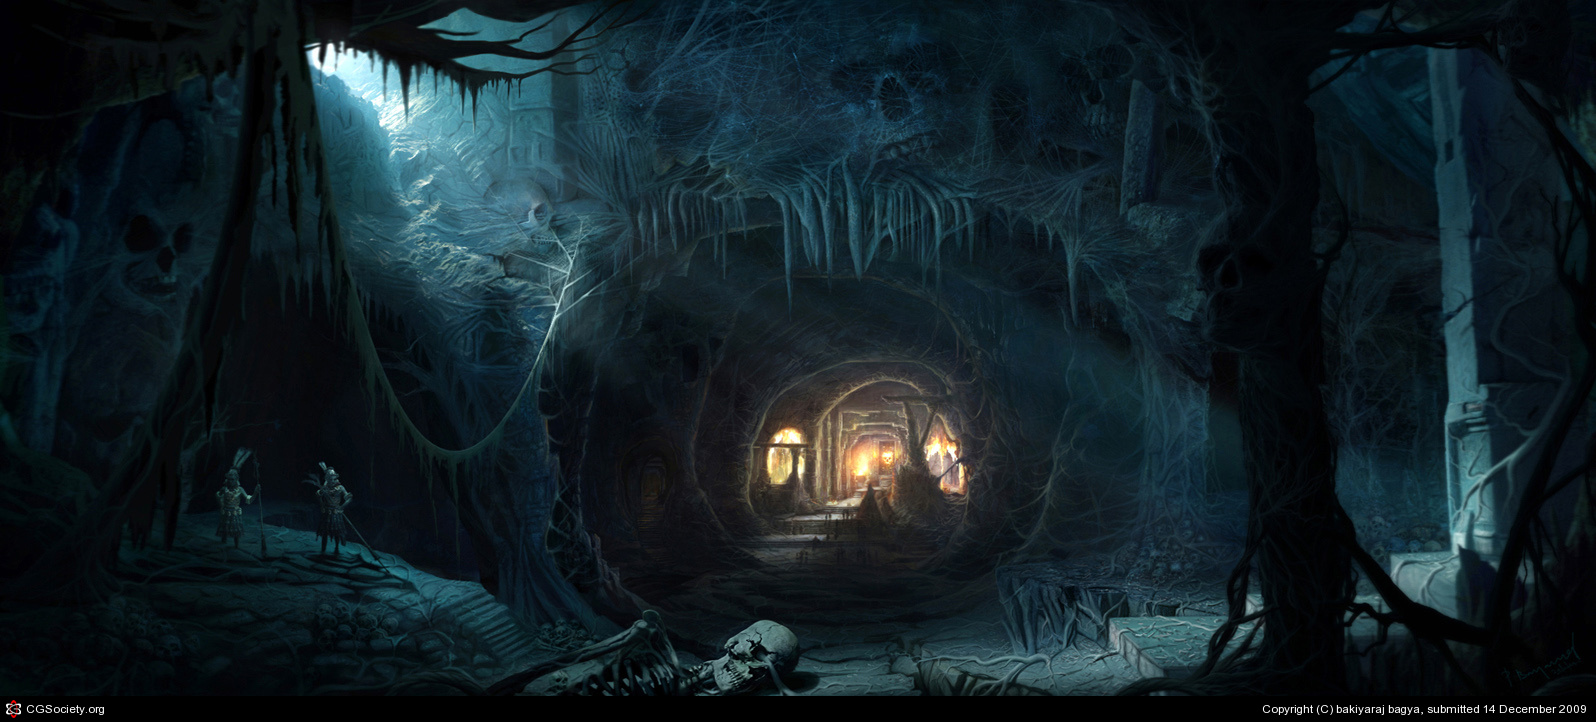 CGSociety.org
Copyright (C) bakiyaraj bagya, submitted 14 December 2009